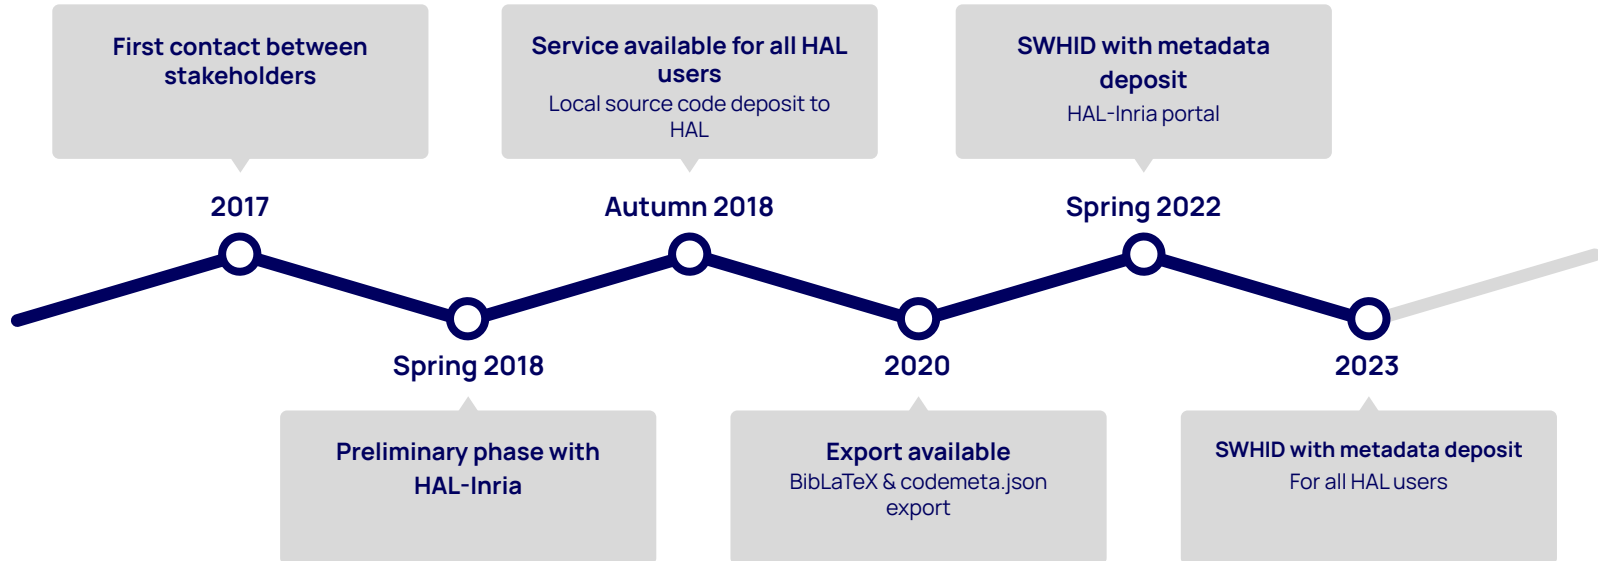 First contact between
stakeholders
2017
Spring 2018
Preliminary phase with
HAL-Inria
Service available for all HAL
users
Local source code deposit to
HAL
Autumn 2018
2020
Export available
BibLaTeX & codemeta.json
export
SWHID with metadata
deposit
HAL-Inria portal
Spring 2022
2023
SWHID with metadata deposit
For all HAL users